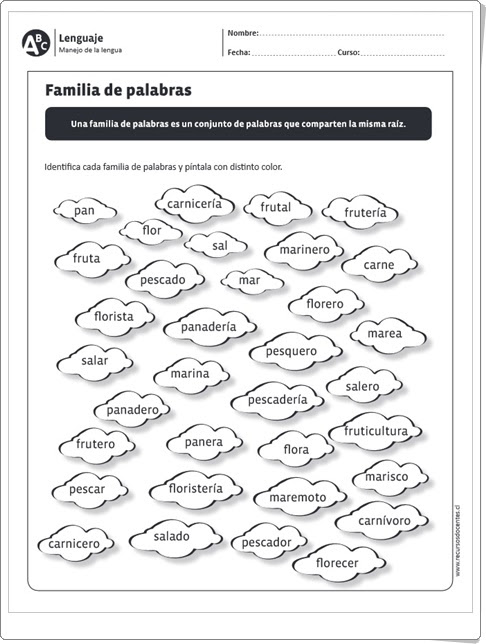 ABC
Lenguaje
Manejo de la lengua
Nombre:
Fecha: Curso:
Familia de palabras
Una familia de palabras es un conjunto de palabras que comparten la misma raíz.
Identifica cada familia de palabras y píntala con distinto color.
pan carnicería frutal frutería
flor sal
fruta marinero carne
pescado mar
florista panadería florero
marea
pesquero
salar marina salero
panadero pescadería
frutero panera flora fruticultura
pescar floristería maremoto marisco
carnívoro
carnicero salado pescador
florecer
www.recursosdocentes.cl